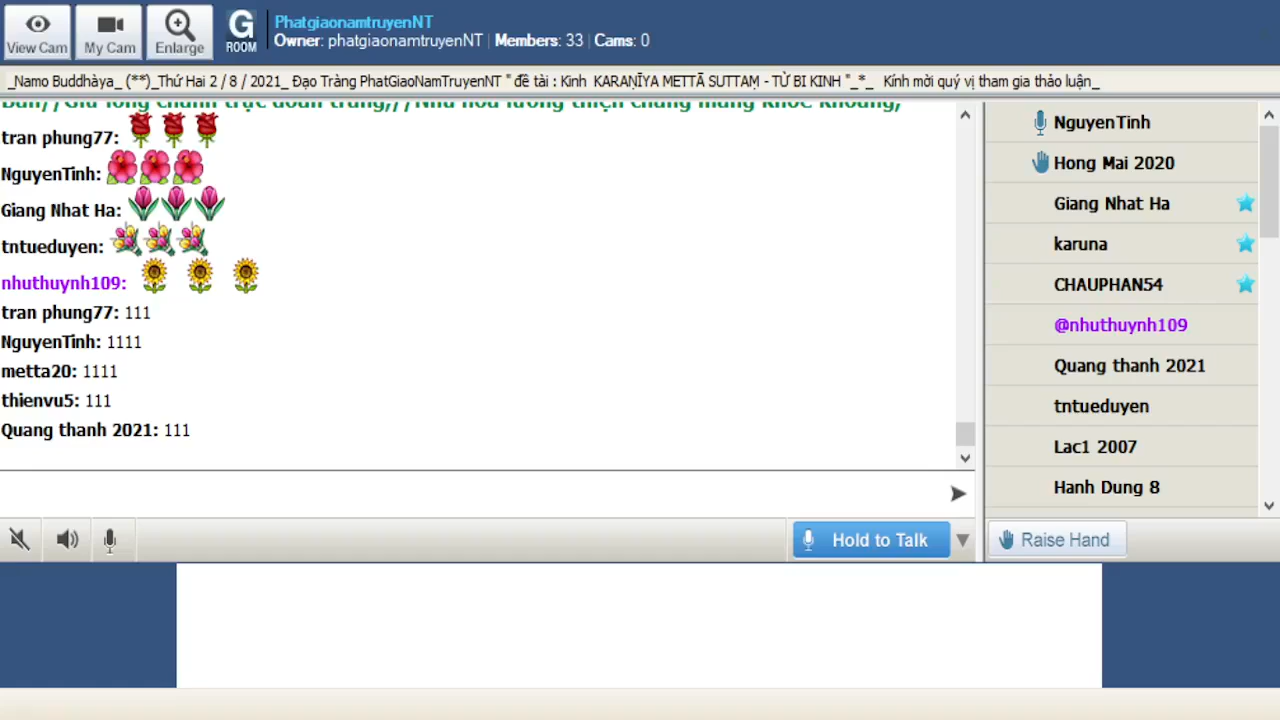 View Cam
My Cam
Enlarge
G
ROOM
PhatgiaonamtruyenNT
Owner: phatgiaonamtruyenNT | Members: 33 | Cams: 0
_Namo Buddhàya_ (**)_Thứ Hai 2 / 8 / 2021_ Đạo Tràng PhatGiaoNamTruyenNT " đề tài : Kinh KARAṆĪYA METTĀ SUTTAṂ - TỪ BI KINH "_*_ Kính mời quý vị tham gia thảo luận_
tran phung77:
NguyenTinh:
Giang Nhat Ha:
tntueduyen:
nhuthuynh109:
tran phung77: 111
NguyenTinh: 1111
metta20: 1111
thienvu5: 111
Quang thanh 2021: 111
Hold to Talk
NguyenTinh
Hong Mai 2020
Giang Nhat Ha
karuna
CHAUPHAN54
@nhuthuynh109
Quang thanh 2021
tntueduyen
Lac1 2007
Hanh Dung 8
Raise Hand